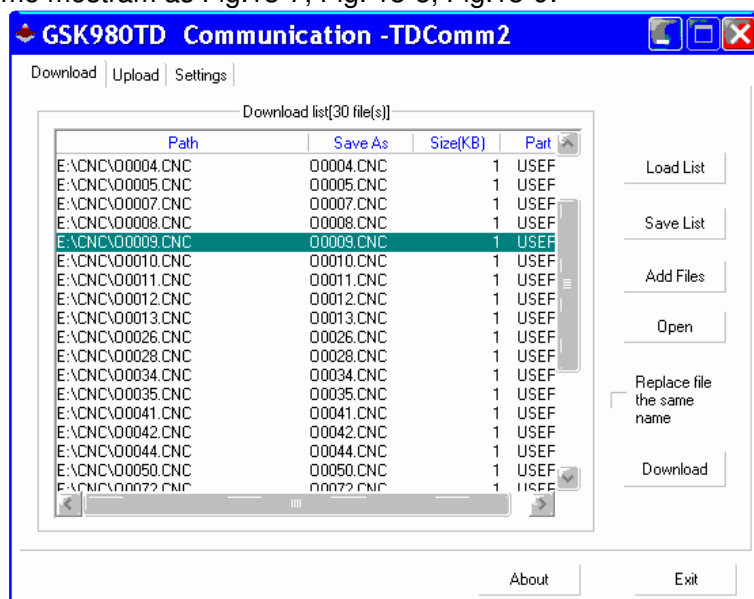 GSK980TD Communication -TDComm2
Download Upload Settings
Download list[30 file(s)]
Path Save As Size(KB) Part
E:\CNC\O0004.CNC O0004.CNC 1 USEF
E:\CNC\O0005.CNC O0005.CNC 1 USEF
E:\CNC\O0007.CNC O0007.CNC 1 USEF
E:\CNC\O0008.CNC O0008.CNC 1 USEF
E:\CNC\O0009.CNC O0009.CNC 1 USEF
E:\CNC\O0010.CNC O0010.CNC 1 USEF
E:\CNC\O0011.CNC O0011.CNC 1 USEF
E:\CNC\O0012.CNC O0012.CNC 1 USEF
E:\CNC\O0013.CNC O0013.CNC 1 USEF
E:\CNC\O0026.CNC O0026.CNC 1 USEF
E:\CNC\O0028.CNC O0028.CNC 1 USEF
E:\CNC\O0034.CNC O0034.CNC 1 USEF
E:\CNC\O0035.CNC O0035.CNC 1 USEF
E:\CNC\O0041.CNC O0041.CNC 1 USEF
E:\CNC\O0042.CNC O0042.CNC 1 USEF
E:\CNC\O0044.CNC O0044.CNC 1 USEF
E:\CNC\O0050.CNC O0050.CNC 1 USEF
E:\CNC\O0072.CNC O0072.CNC 1 USEF
Load List
Save List
Add Files
Open
Replace file
the same
name
Download
About Exit